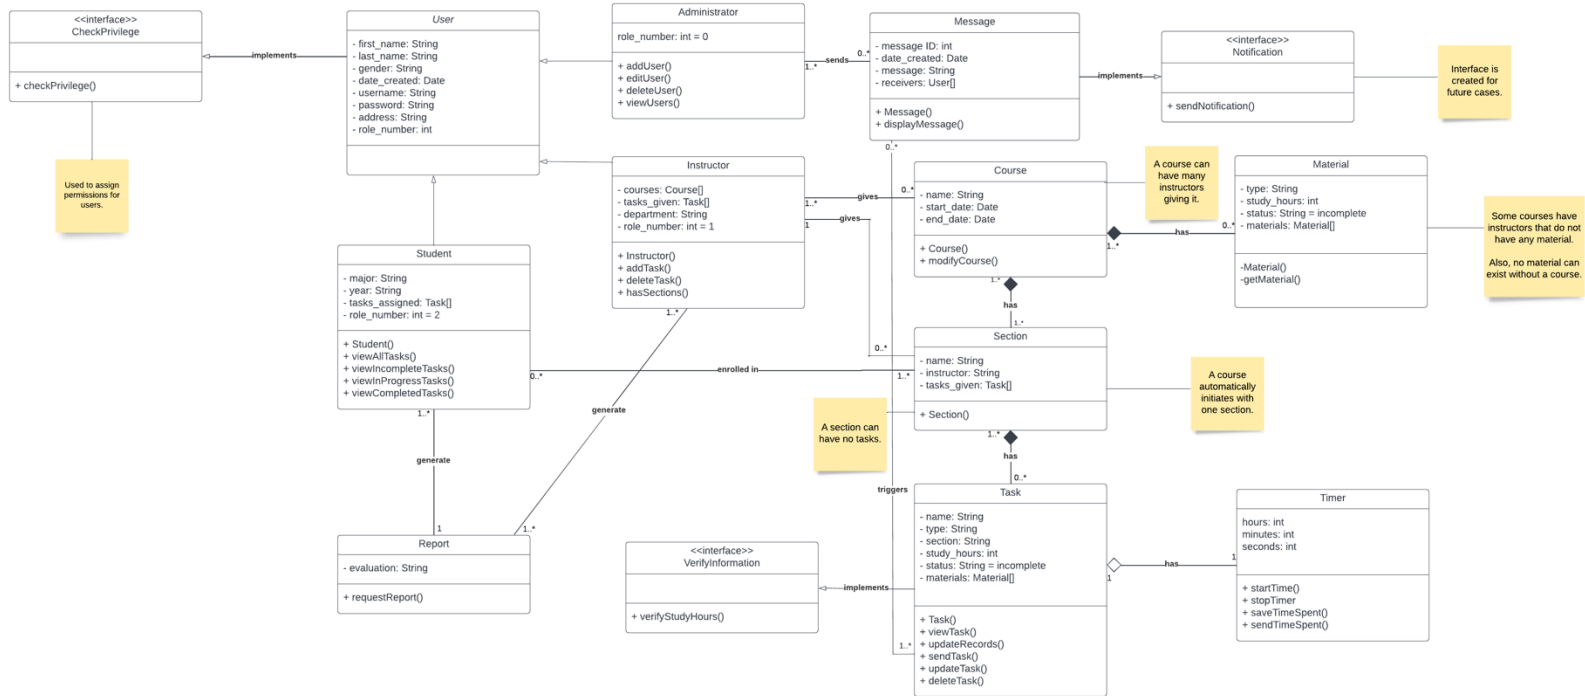 <<interface>>
CheckPrivilege
+ checkPrivilege()
Used to assign
permissions for
users.
implements
User
- first_name: String
- last_name: String
- gender: String
- date_created: Date
- username: String
- password: String
- address: String
- role_number: int
Administrator
role_number: int = 0
+ addUser()
+ editUser()
+ deleteUser()
+ viewUsers()
sends
1..*
0..*
Message
- message ID: int
- date_created: Date
- message: String
- receivers: User[]
+ Message()
+ displayMessage()
implements
<<interface>>
Notification
+ sendNotification()
Interface is
created for
future cases.
Instructor
- courses: Course[]
- tasks_given: Task[]
- department: String
- role_number: int = 1
+ Instructor()
+ addTask()
+ deleteTask()
+ hasSections()
gives
1..*
0..*
gives
1
0..*
Course
- name: String
- start_date: Date
- end_date: Date
+ Course()
+ modifyCourse()
A course can
have many
instructors
giving it.
has
1..*
0..*
Material
- type: String
- study_hours: int
- status: String = incomplete
- materials: Material[]
-Material()
-getMaterial()
Some courses have
instructors that do not
have any material.
Also, no material can
exist without a course.
Student
- major: String
- year: String
- tasks_assigned: Task[]
- role_number: int = 2
+ Student()
+ viewAllTasks()
+ viewIncompleteTasks()
+ viewInProgressTasks()
+ viewCompletedTasks()
enrolled in
0..*
1..*
1..*
has
1..*
Section
- name: String
- instructor: String
- tasks_given: Task[]
+ Section()
A course
automatically
initiates with
one section.
A section can
have no tasks.
1..*
generate
1..*
1..*
generate
1
Report
- evaluation: String
+ requestReport()
1..*
has
0..*
0..*
triggers
1..*
Task
- name: String
- type: String
- section: String
- study_hours: int
- status: String = incomplete
- materials: Material[]
+ Task()
+ viewTask()
+ updateRecords()
+ sendTask()
+ updateTask()
+ deleteTask()
implements
<<interface>>
VerifyInformation
+ verifyStudyHours()
1
has
1
Timer
hours: int
minutes: int
seconds: int
+ startTime()
+ stopTimer
+ saveTimeSpent()
+ sendTimeSpent()